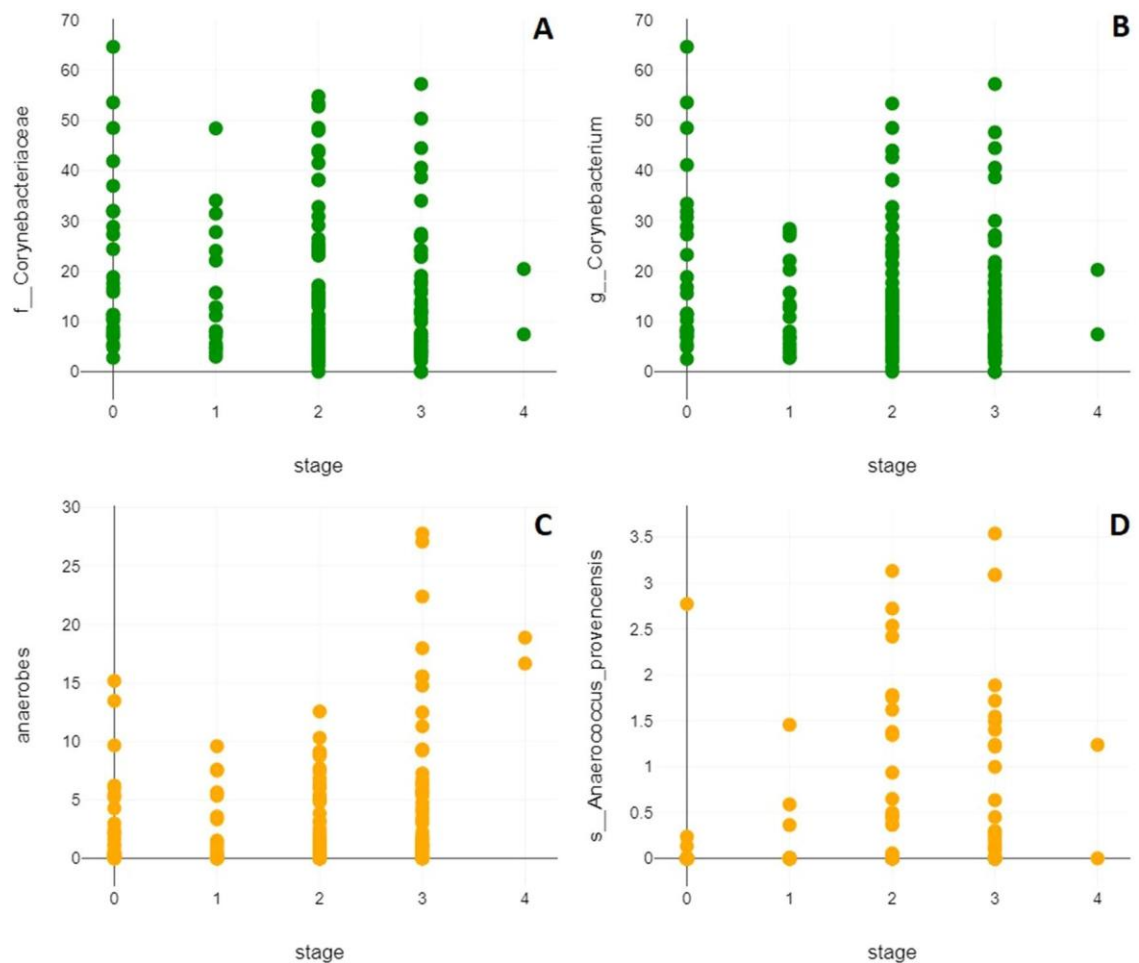 A
70
60
50
40
30
20
10
0
f__Corynebacteriaceae
0 1 2 3 4
stage
B
70
60
50
40
30
20
10
0
g__Corynebacterium
0 1 2 3 4
stage
C
30
25
20
15
10
5
0
anaerobes
0 1 2 3 4
stage
D
3.5
3
2.5
2
1.5
1
0.5
0
s__Anaerococcus_provencensis
0 1 2 3 4
stage